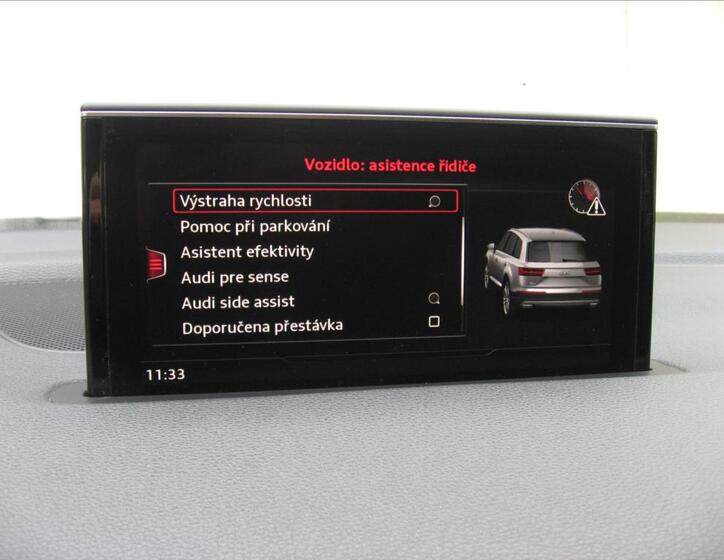 Vozidlo: asistence řidiče
Výstraha rychlosti
Pomoc při parkování
Asistent efektivity
Audi pre sense
Audi side assist
Doporučena přestávka
11:33